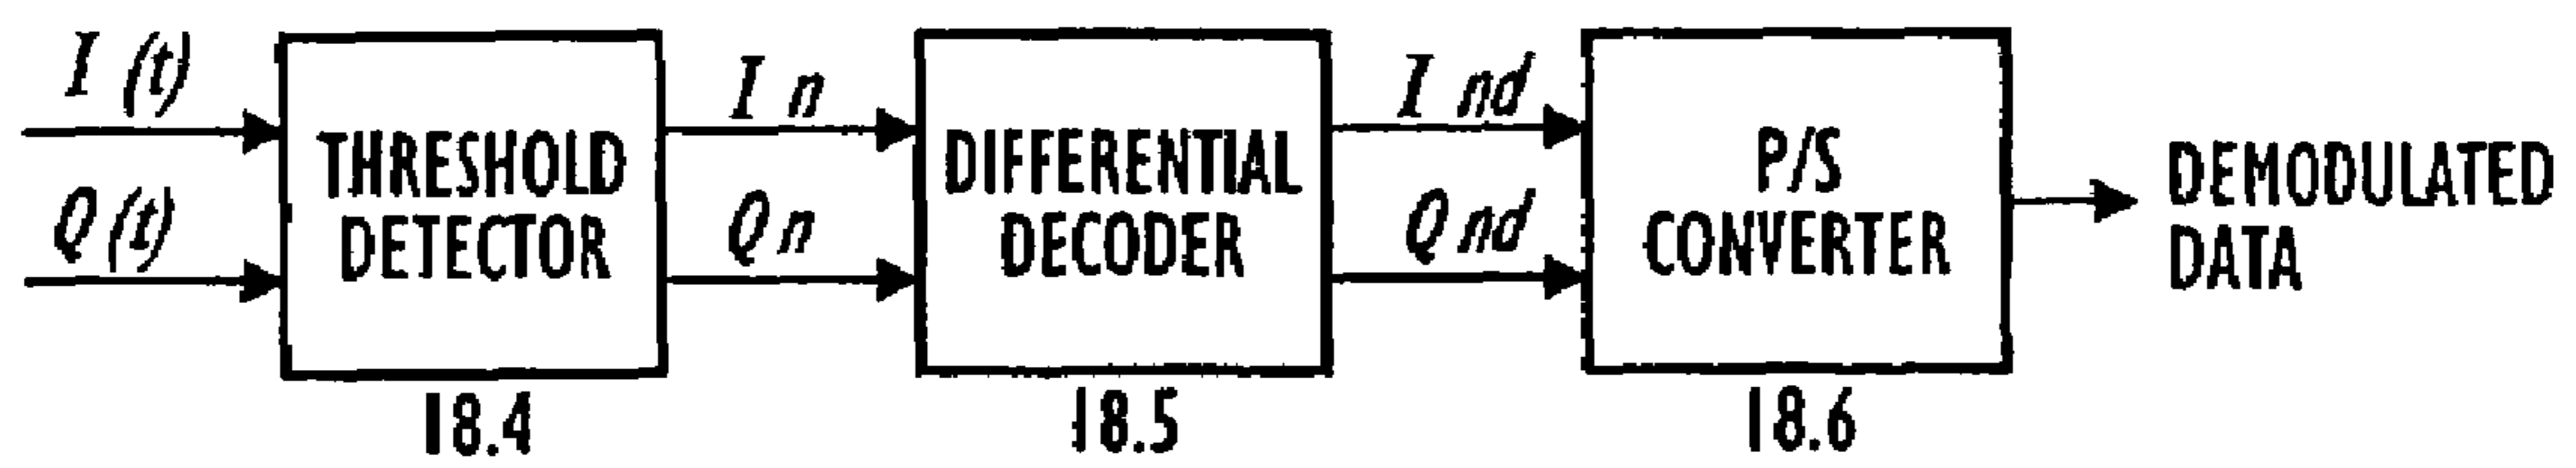 I (t)
Q (t)
THRESHOLD
DETECTOR
18.4
I n
Q n
DIFFERENTIAL
DECODER
18.5
I nd
Q nd
P/S
CONVERTER
18.6
DEMODULATED
DATA